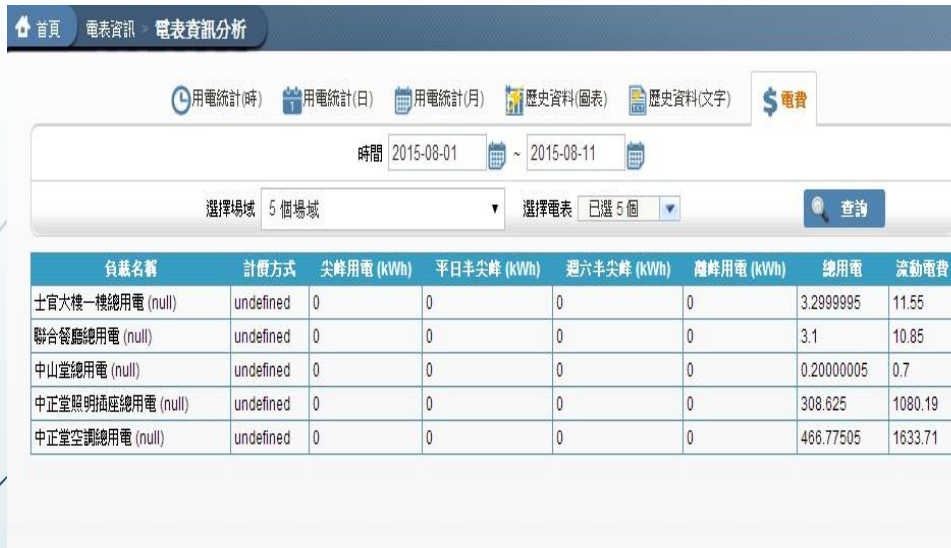 首頁 電表資訊 > 電表資訊分析
用電統計(時) 用電統計(日) 用電統計(月) 歷史資料(圖表) 歷史資料(文字) $ 電費
時間 2015-08-01 ~ 2015-08-11
選擇場域 5 個場域 選擇電表 已選 5 個 查詢
負載名稱 計價方式 尖峰用電 (kWh) 平日半尖峰 (kWh) 週六半尖峰 (kWh) 離峰用電 (kWh) 總用電 流動電費
士官大樓一樓總用電 (null) undefined 0 0 0 0 3.2999995 11.55
聯合餐廳總用電 (null) undefined 0 0 0 0 3.1 10.85
中山堂總用電 (null) undefined 0 0 0 0 0.20000005 0.7
中正堂照明插座總用電 (null) undefined 0 0 0 0 308.625 1080.19
中正堂空調總用電 (null) undefined 0 0 0 0 466.77505 1633.71